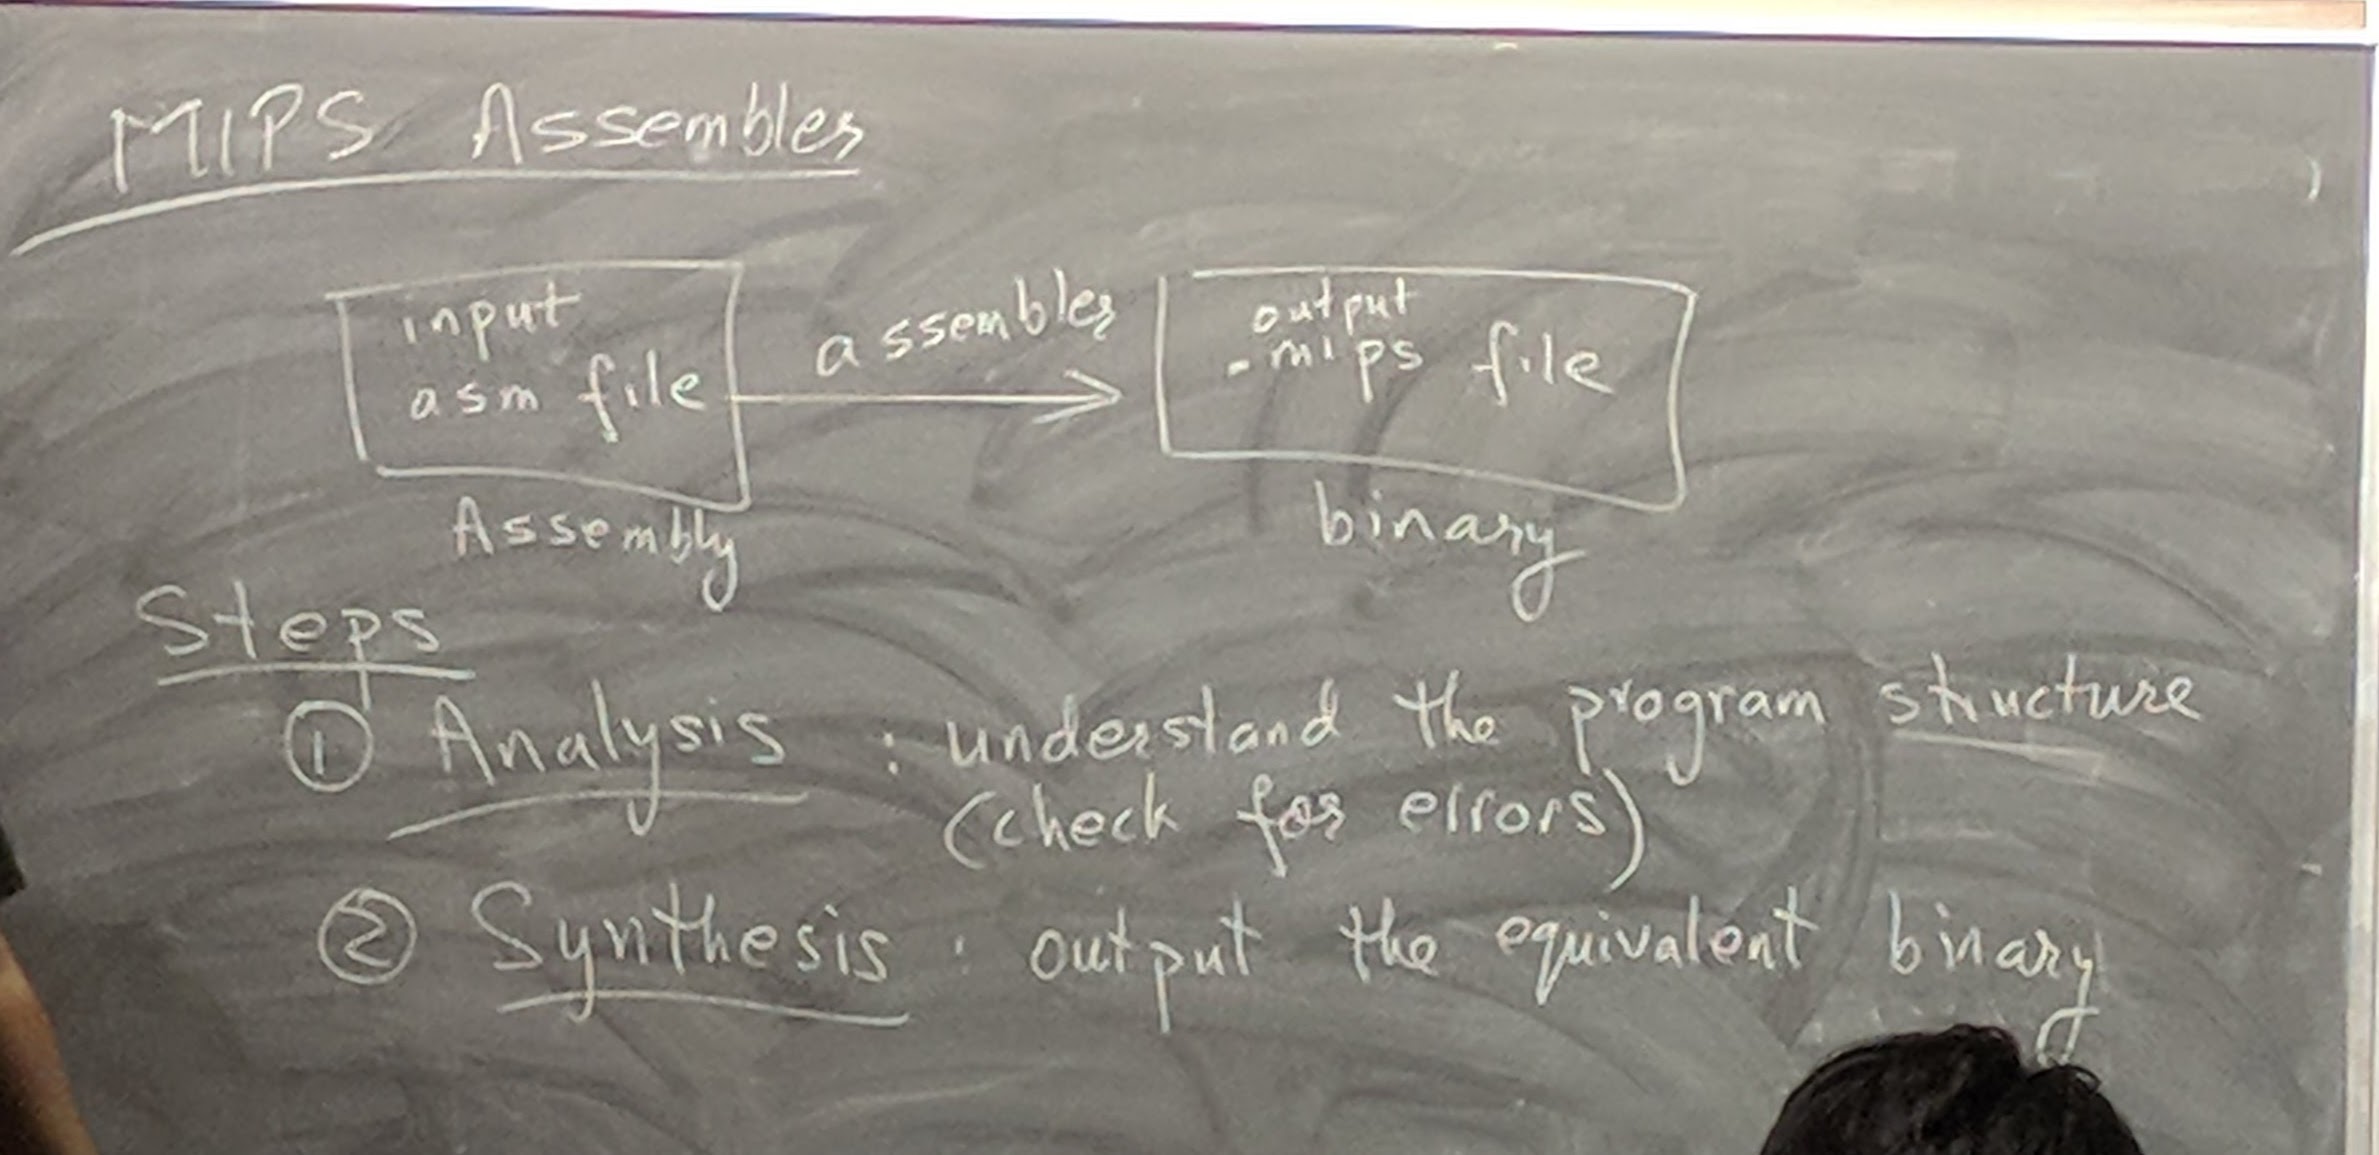 MIPS Assembler
input
asm file
assembler
output
.mips file
Assembly
binary
Steps
① Analysis : understand the program structure
(check for errors)
② Synthesis : output the equivalent binary